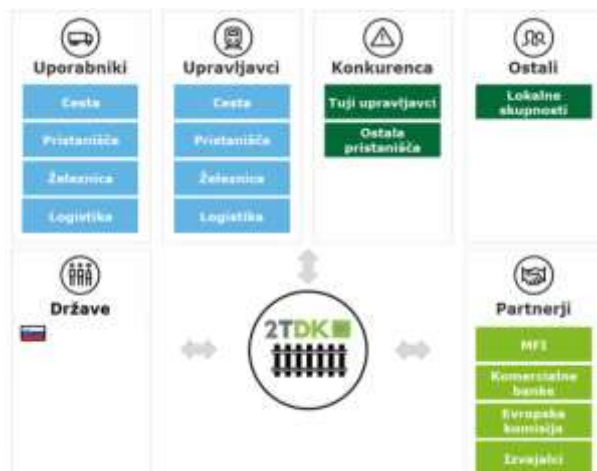 Uporabniki
Cesta
Pristanišča
Železnica
Logistika
Upravljavci
Cesta
Pristanišča
Železnica
Logistika
Konkurenca
Tuji upravljavci
Ostala
pristanišča
Ostali
Lokalne
skupnosti
Države
2TDK
Partnerji
MFI
Komercialne
banke
Evropska
komisija
Izvajalci